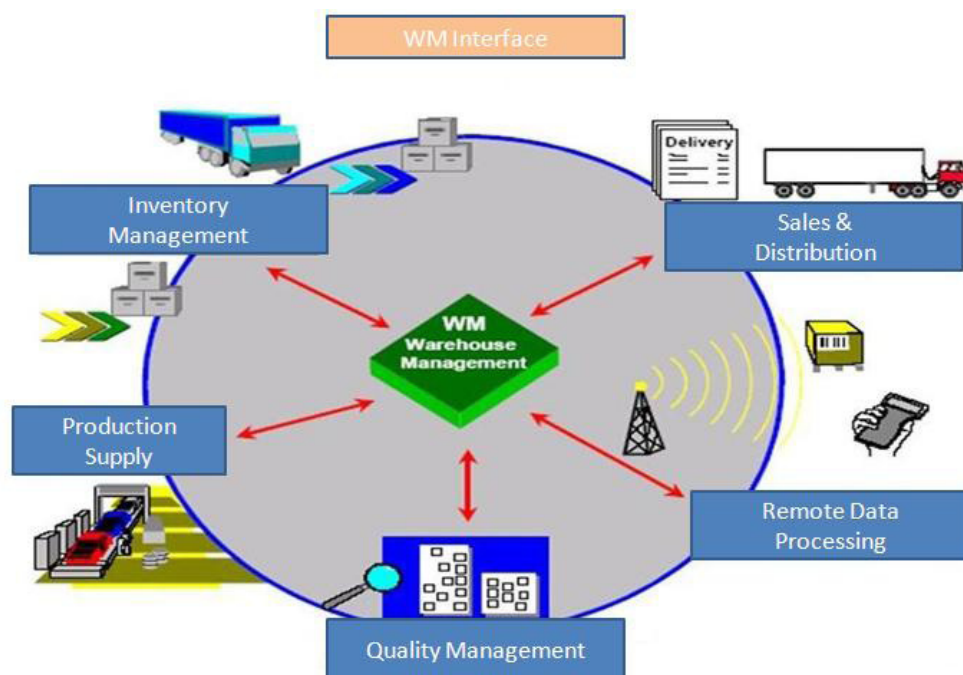 WM Interface
Delivery
Inventory
Management
Sales &
Distribution
WM
Warehouse
Management
Production
Supply
Remote Data
Processing
Quality Management